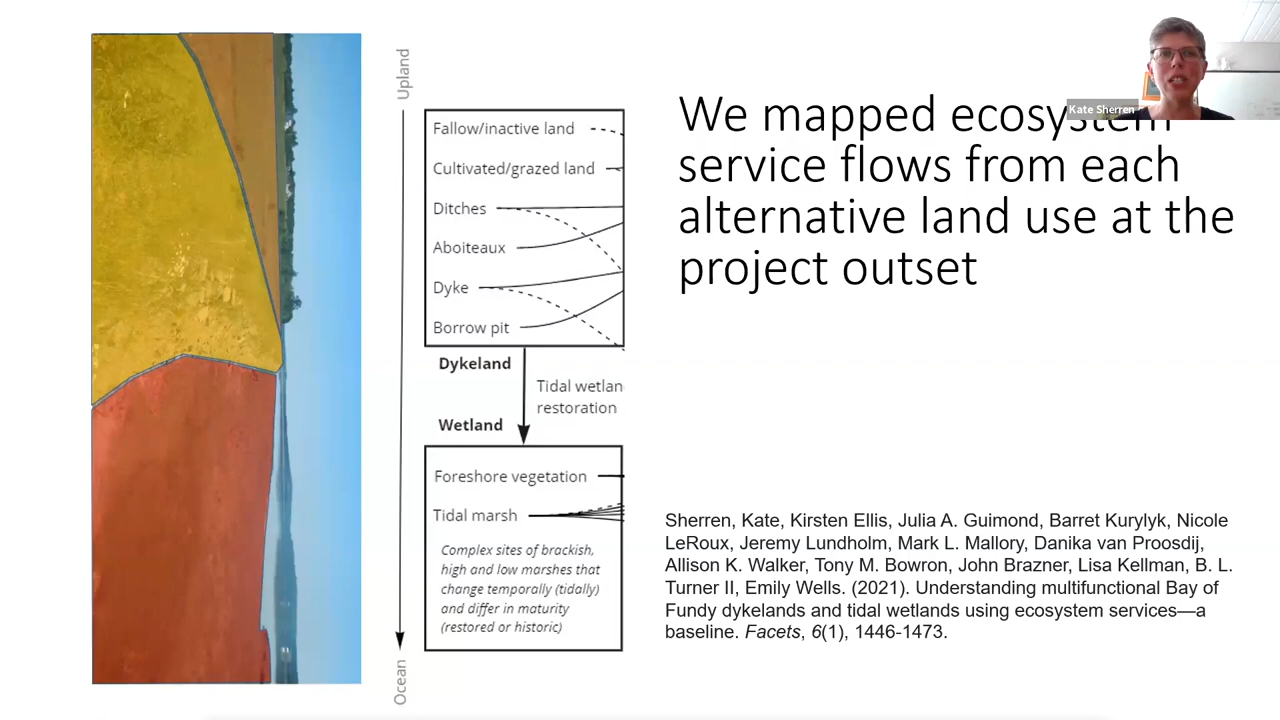 Upland
Fallow/inactive land
Cultivated/grazed land
Ditches
Aboiteaux
Dyke
Borrow pit
Dykeland
Tidal wetlan
restoration
Wetland
Foreshore vegetation
Tidal marsh
Complex sites of brackish,
high and low marshes that
change temporally (tidally)
and differ in maturity
(restored or historic)
Ocean
Kate Sherren
We mapped ecosystem
service flows from each
alternative land use at the
project outset
Sherren, Kate, Kirsten Ellis, Julia A. Guimond, Barret Kurylyk, Nicole
LeRoux, Jeremy Lundholm, Mark L. Mallory, Danika van Proosdij,
Allison K. Walker, Tony M. Bowron, John Brazner, Lisa Kellman, B. L.
Turner II, Emily Wells. (2021). Understanding multifunctional Bay of
Fundy dykelands and tidal wetlands using ecosystem services—a
baseline. Facets, 6(1), 1446-1473.